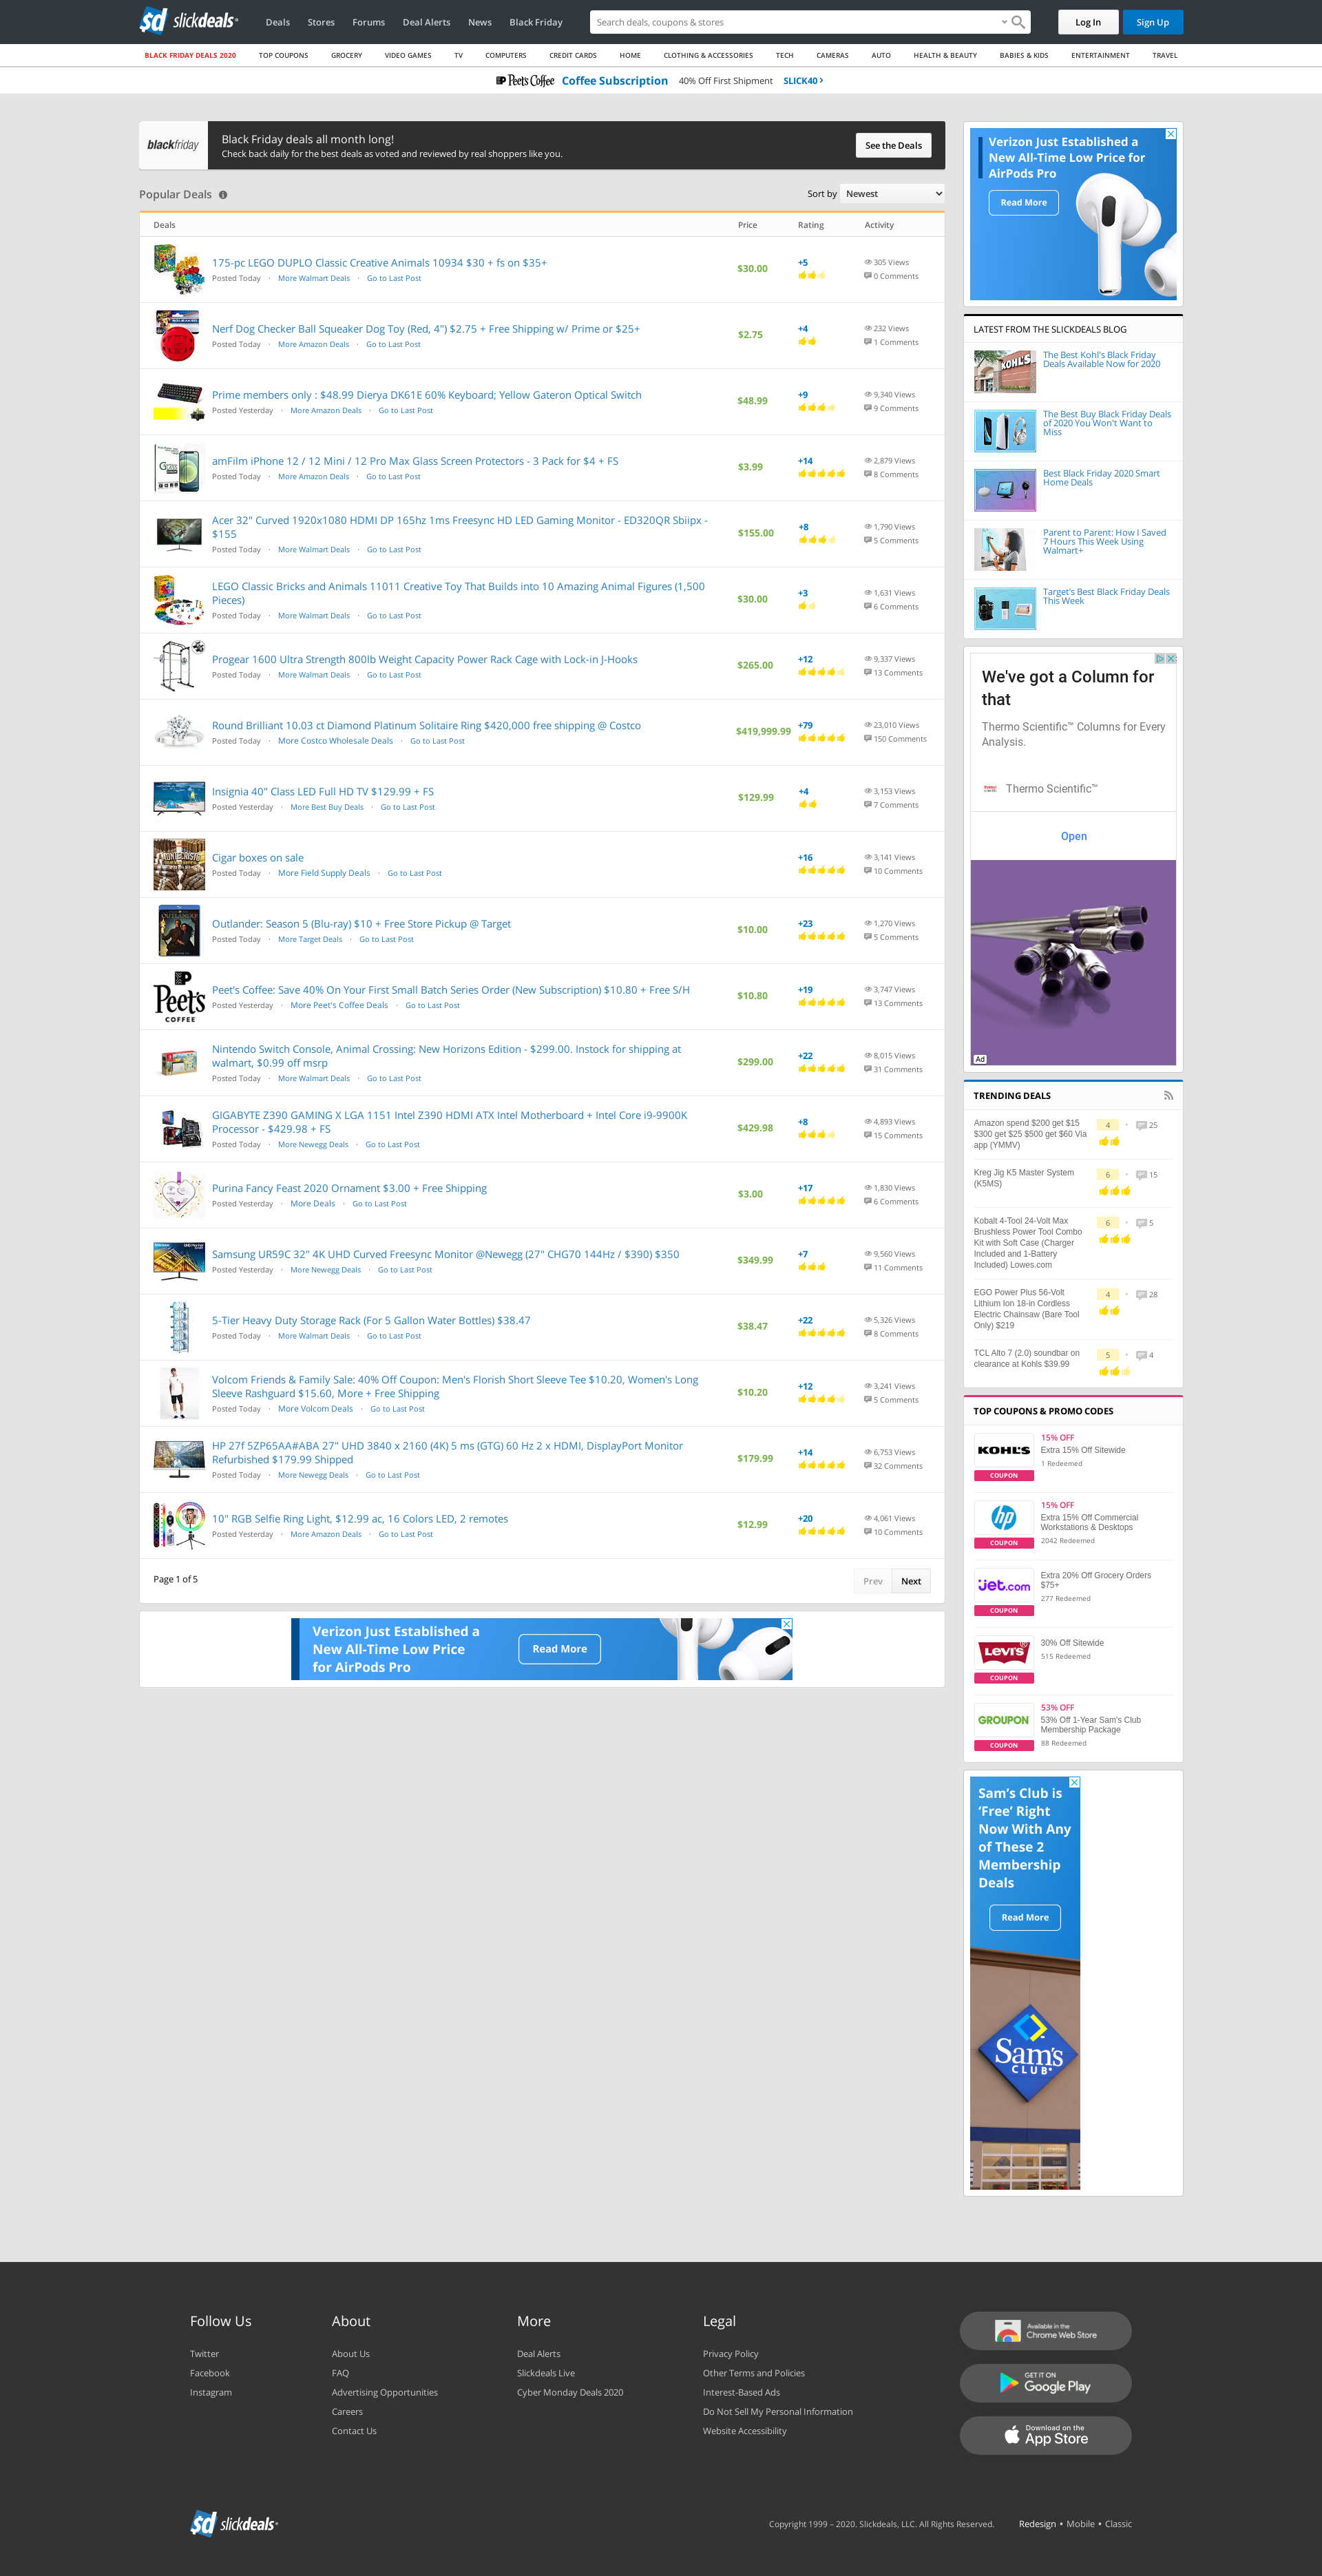 slickdeals
Deals
Stores
Forums
Deal Alerts
News
Black Friday
Search deals, coupons & stores
Log In
Sign Up
BLACK FRIDAY DEALS 2020
TOP COUPONS
GROCERY
VIDEO GAMES
TV
COMPUTERS
CREDIT CARDS
HOME
CLOTHING & ACCESSORIES
TECH
CAMERAS
AUTO
HEALTH & BEAUTY
BABIES & KIDS
ENTERTAINMENT
TRAVEL
Peet's Coffee Coffee Subscription 40% Off First Shipment SLICK40 ›
blackfriday
Black Friday deals all month long!
Check back daily for the best deals as voted and reviewed by real shoppers like you.
See the Deals
Popular Deals
Sort by Newest
Deals Price Rating Activity
175-pc LEGO DUPLO Classic Creative Animals 10934 $30 + fs on $35+
Posted Today · More Walmart Deals · Go to Last Post
$30.00
+5
305 Views
0 Comments
Nerf Dog Checker Ball Squeaker Dog Toy (Red, 4") $2.75 + Free Shipping w/ Prime or $25+
Posted Today · More Amazon Deals · Go to Last Post
$2.75
+4
232 Views
1 Comments
Prime members only : $48.99 Dierya DK61E 60% Keyboard; Yellow Gateron Optical Switch
Posted Yesterday · More Amazon Deals · Go to Last Post
$48.99
+9
9,340 Views
9 Comments
amFilm iPhone 12 / 12 Mini / 12 Pro Max Glass Screen Protectors - 3 Pack for $4 + FS
Posted Today · More Amazon Deals · Go to Last Post
$3.99
+14
2,879 Views
8 Comments
Acer 32" Curved 1920x1080 HDMI DP 165hz 1ms Freesync HD LED Gaming Monitor - ED320QR Sbiipx -
$155
Posted Today · More Walmart Deals · Go to Last Post
$155.00
+8
1,790 Views
5 Comments
LEGO Classic Bricks and Animals 11011 Creative Toy That Builds into 10 Amazing Animal Figures (1,500
Pieces)
Posted Today · More Walmart Deals · Go to Last Post
$30.00
+3
1,631 Views
6 Comments
Progear 1600 Ultra Strength 800lb Weight Capacity Power Rack Cage with Lock-in J-Hooks
Posted Today · More Walmart Deals · Go to Last Post
$265.00
+12
9,337 Views
13 Comments
Round Brilliant 10.03 ct Diamond Platinum Solitaire Ring $420,000 free shipping @ Costco
Posted Today · More Costco Wholesale Deals · Go to Last Post
$419,999.99
+79
23,010 Views
150 Comments
Insignia 40" Class LED Full HD TV $129.99 + FS
Posted Yesterday · More Best Buy Deals · Go to Last Post
$129.99
+4
3,153 Views
7 Comments
Cigar boxes on sale
Posted Today · More Field Supply Deals · Go to Last Post
+16
3,141 Views
10 Comments
Outlander: Season 5 (Blu-ray) $10 + Free Store Pickup @ Target
Posted Today · More Target Deals · Go to Last Post
$10.00
+23
1,270 Views
5 Comments
Peet's
COFFEE
Peet's Coffee: Save 40% On Your First Small Batch Series Order (New Subscription) $10.80 + Free S/H
Posted Yesterday · More Peet's Coffee Deals · Go to Last Post
$10.80
+19
3,747 Views
13 Comments
Nintendo Switch Console, Animal Crossing: New Horizons Edition - $299.00. Instock for shipping at
walmart, $0.99 off msrp
Posted Today · More Walmart Deals · Go to Last Post
$299.00
+22
8,015 Views
31 Comments
GIGABYTE Z390 GAMING X LGA 1151 Intel Z390 HDMI ATX Intel Motherboard + Intel Core i9-9900K
Processor - $429.98 + FS
Posted Today · More Newegg Deals · Go to Last Post
$429.98
+8
4,893 Views
15 Comments
Purina Fancy Feast 2020 Ornament $3.00 + Free Shipping
Posted Yesterday · More Deals · Go to Last Post
$3.00
+17
1,830 Views
6 Comments
Samsung UR59C 32" 4K UHD Curved Freesync Monitor @Newegg (27" CHG70 144Hz / $390) $350
Posted Yesterday · More Newegg Deals · Go to Last Post
$349.99
+7
9,560 Views
11 Comments
5-Tier Heavy Duty Storage Rack (For 5 Gallon Water Bottles) $38.47
Posted Today · More Walmart Deals · Go to Last Post
$38.47
+22
5,326 Views
8 Comments
Volcom Friends & Family Sale: 40% Off Coupon: Men's Florish Short Sleeve Tee $10.20, Women's Long
Sleeve Rashguard $15.60, More + Free Shipping
Posted Today · More Volcom Deals · Go to Last Post
$10.20
+12
3,241 Views
5 Comments
HP 27f 5ZP65AA#ABA 27" UHD 3840 x 2160 (4K) 5 ms (GTG) 60 Hz 2 x HDMI, DisplayPort Monitor
Refurbished $179.99 Shipped
Posted Today · More Newegg Deals · Go to Last Post
$179.99
+14
6,753 Views
32 Comments
10" RGB Selfie Ring Light, $12.99 ac, 16 Colors LED, 2 remotes
Posted Yesterday · More Amazon Deals · Go to Last Post
$12.99
+20
4,061 Views
10 Comments
Page 1 of 5
Prev
Next
Verizon Just Established a
New All-Time Low Price
for AirPods Pro
Read More
Verizon Just Established a
New All-Time Low Price for
AirPods Pro
Read More
LATEST FROM THE SLICKDEALS BLOG
KOHL'S
The Best Kohl's Black Friday
Deals Available Now for 2020
The Best Buy Black Friday Deals
of 2020 You Won't Want to
Miss
Best Black Friday 2020 Smart
Home Deals
Parent to Parent: How I Saved
7 Hours This Week Using
Walmart+
Target's Best Black Friday Deals
This Week
We've got a Column for
that
Thermo Scientific™ Columns for Every
Analysis.
Thermo Scientific™
Open
Ad
TRENDING DEALS
Amazon spend $200 get $15
$300 get $25 $500 get $60 Via
app (YMMV)
4 • 25
Kreg Jig K5 Master System
(K5MS)
6 • 15
Kobalt 4-Tool 24-Volt Max
Brushless Power Tool Combo
Kit with Soft Case (Charger
Included and 1-Battery
Included) Lowes.com
6 • 5
EGO Power Plus 56-Volt
Lithium Ion 18-in Cordless
Electric Chainsaw (Bare Tool
Only) $219
4 • 28
TCL Alto 7 (2.0) soundbar on
clearance at Kohls $39.99
5 • 4
TOP COUPONS & PROMO CODES
KOHL'S
COUPON
15% OFF
Extra 15% Off Sitewide
1 Redeemed
hp
COUPON
15% OFF
Extra 15% Off Commercial
Workstations & Desktops
2042 Redeemed
jet.com
COUPON
Extra 20% Off Grocery Orders
$75+
277 Redeemed
LEVI'S
COUPON
30% Off Sitewide
515 Redeemed
GROUPON
COUPON
53% OFF
53% Off 1-Year Sam's Club
Membership Package
88 Redeemed
Sam's Club is
'Free' Right
Now With Any
of These 2
Membership
Deals
Read More
Sam's
CLUB
Follow Us
Twitter
Facebook
Instagram
About
About Us
FAQ
Advertising Opportunities
Careers
Contact Us
More
Deal Alerts
Slickdeals Live
Cyber Monday Deals 2020
Legal
Privacy Policy
Other Terms and Policies
Interest-Based Ads
Do Not Sell My Personal Information
Website Accessibility
Available in the
Chrome Web Store
GET IT ON
Google Play
Download on the
App Store
slickdeals
Copyright 1999 – 2020. Slickdeals, LLC. All Rights Reserved.
Redesign • Mobile • Classic